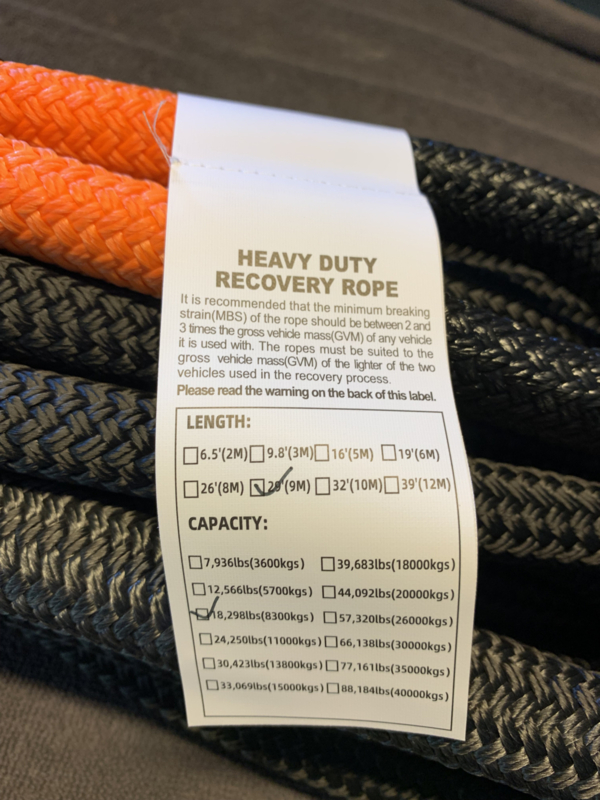 HEAVY DUTY
RECOVERY ROPE
It is recommended that the minimum breaking
strain(MBS) of the rope should be between 2 and
3 times the gross vehicle mass(GVM) of any vehicle
it is used with. The ropes must be suited to the
gross vehicle mass(GVM) of the lighter of the two
vehicles used in the recovery process.
Please read the warning on the back of this label.
LENGTH:
☐6.5'(2M) ☐9.8'(3M) ☐16'(5M) ☐19'(6M)
☐26'(8M) ☑29'(9M) ☐32'(10M) ☐39'(12M)
CAPACITY:
☐7,936lbs(3600kgs) ☐39,683lbs(18000kgs)
☐12,566lbs(5700kgs) ☐44,092lbs(20000kgs)
☑18,298lbs(8300kgs) ☐57,320lbs(26000kgs)
☐24,250lbs(11000kgs) ☐66,138lbs(30000kgs)
☐30,423lbs(13800kgs) ☐77,161lbs(35000kgs)
☐33,069lbs(15000kgs) ☐88,184lbs(40000kgs)